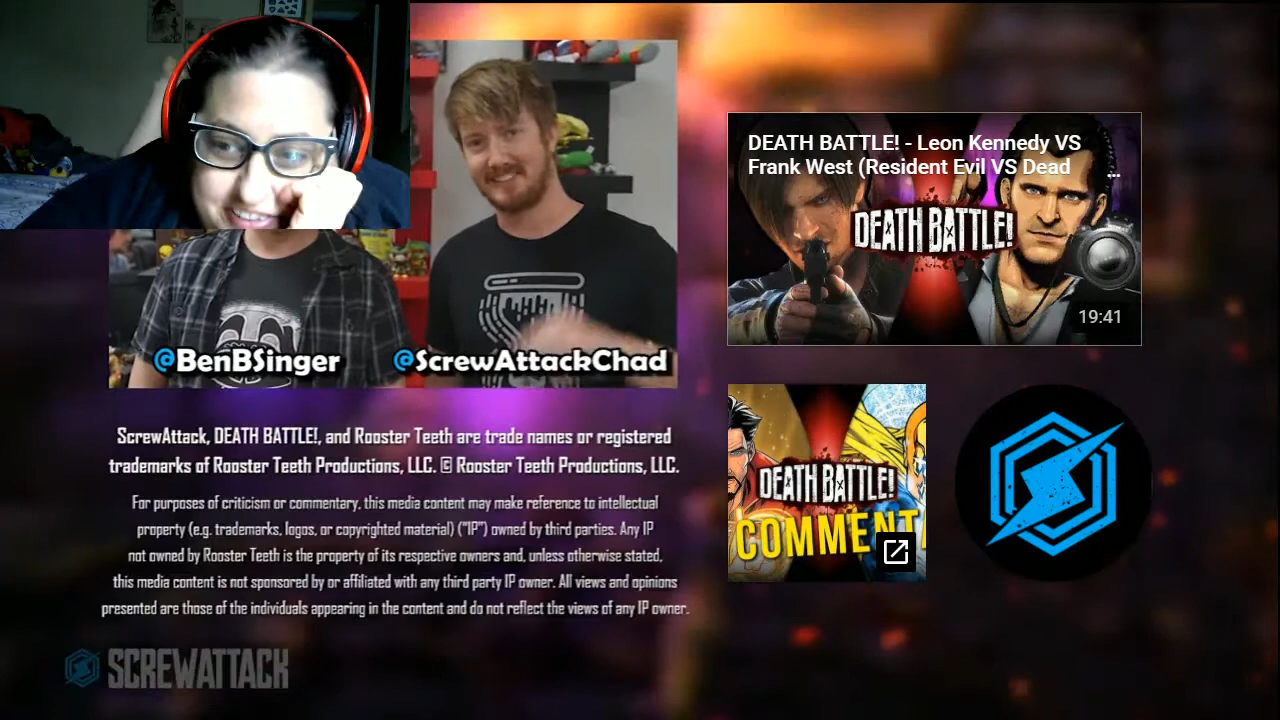 DEATH BATTLE! - Leon Kennedy VS
Frank West (Resident Evil VS Dead ...
DEATH BATTLE!
19:41
@BenBSinger
@ScrewAttackChad
ScrewAttack, DEATH BATTLE!, and Rooster Teeth are trade names or registered
trademarks of Rooster Teeth Productions, LLC. © Rooster Teeth Productions, LLC.
For purposes of criticism or commentary, this media content may make reference to intellectual
property (e.g. trademarks, logos, or copyrighted material) ("IP") owned by third parties. Any IP
not owned by Rooster Teeth is the property of its respective owners and, unless otherwise stated,
this media content is not sponsored by or affiliated with any third party IP owner. All views and opinions
presented are those of the individuals appearing in the content and do not reflect the views of any IP owner.
DEATH BATTLE!
COMMENT
SCREWATTACK